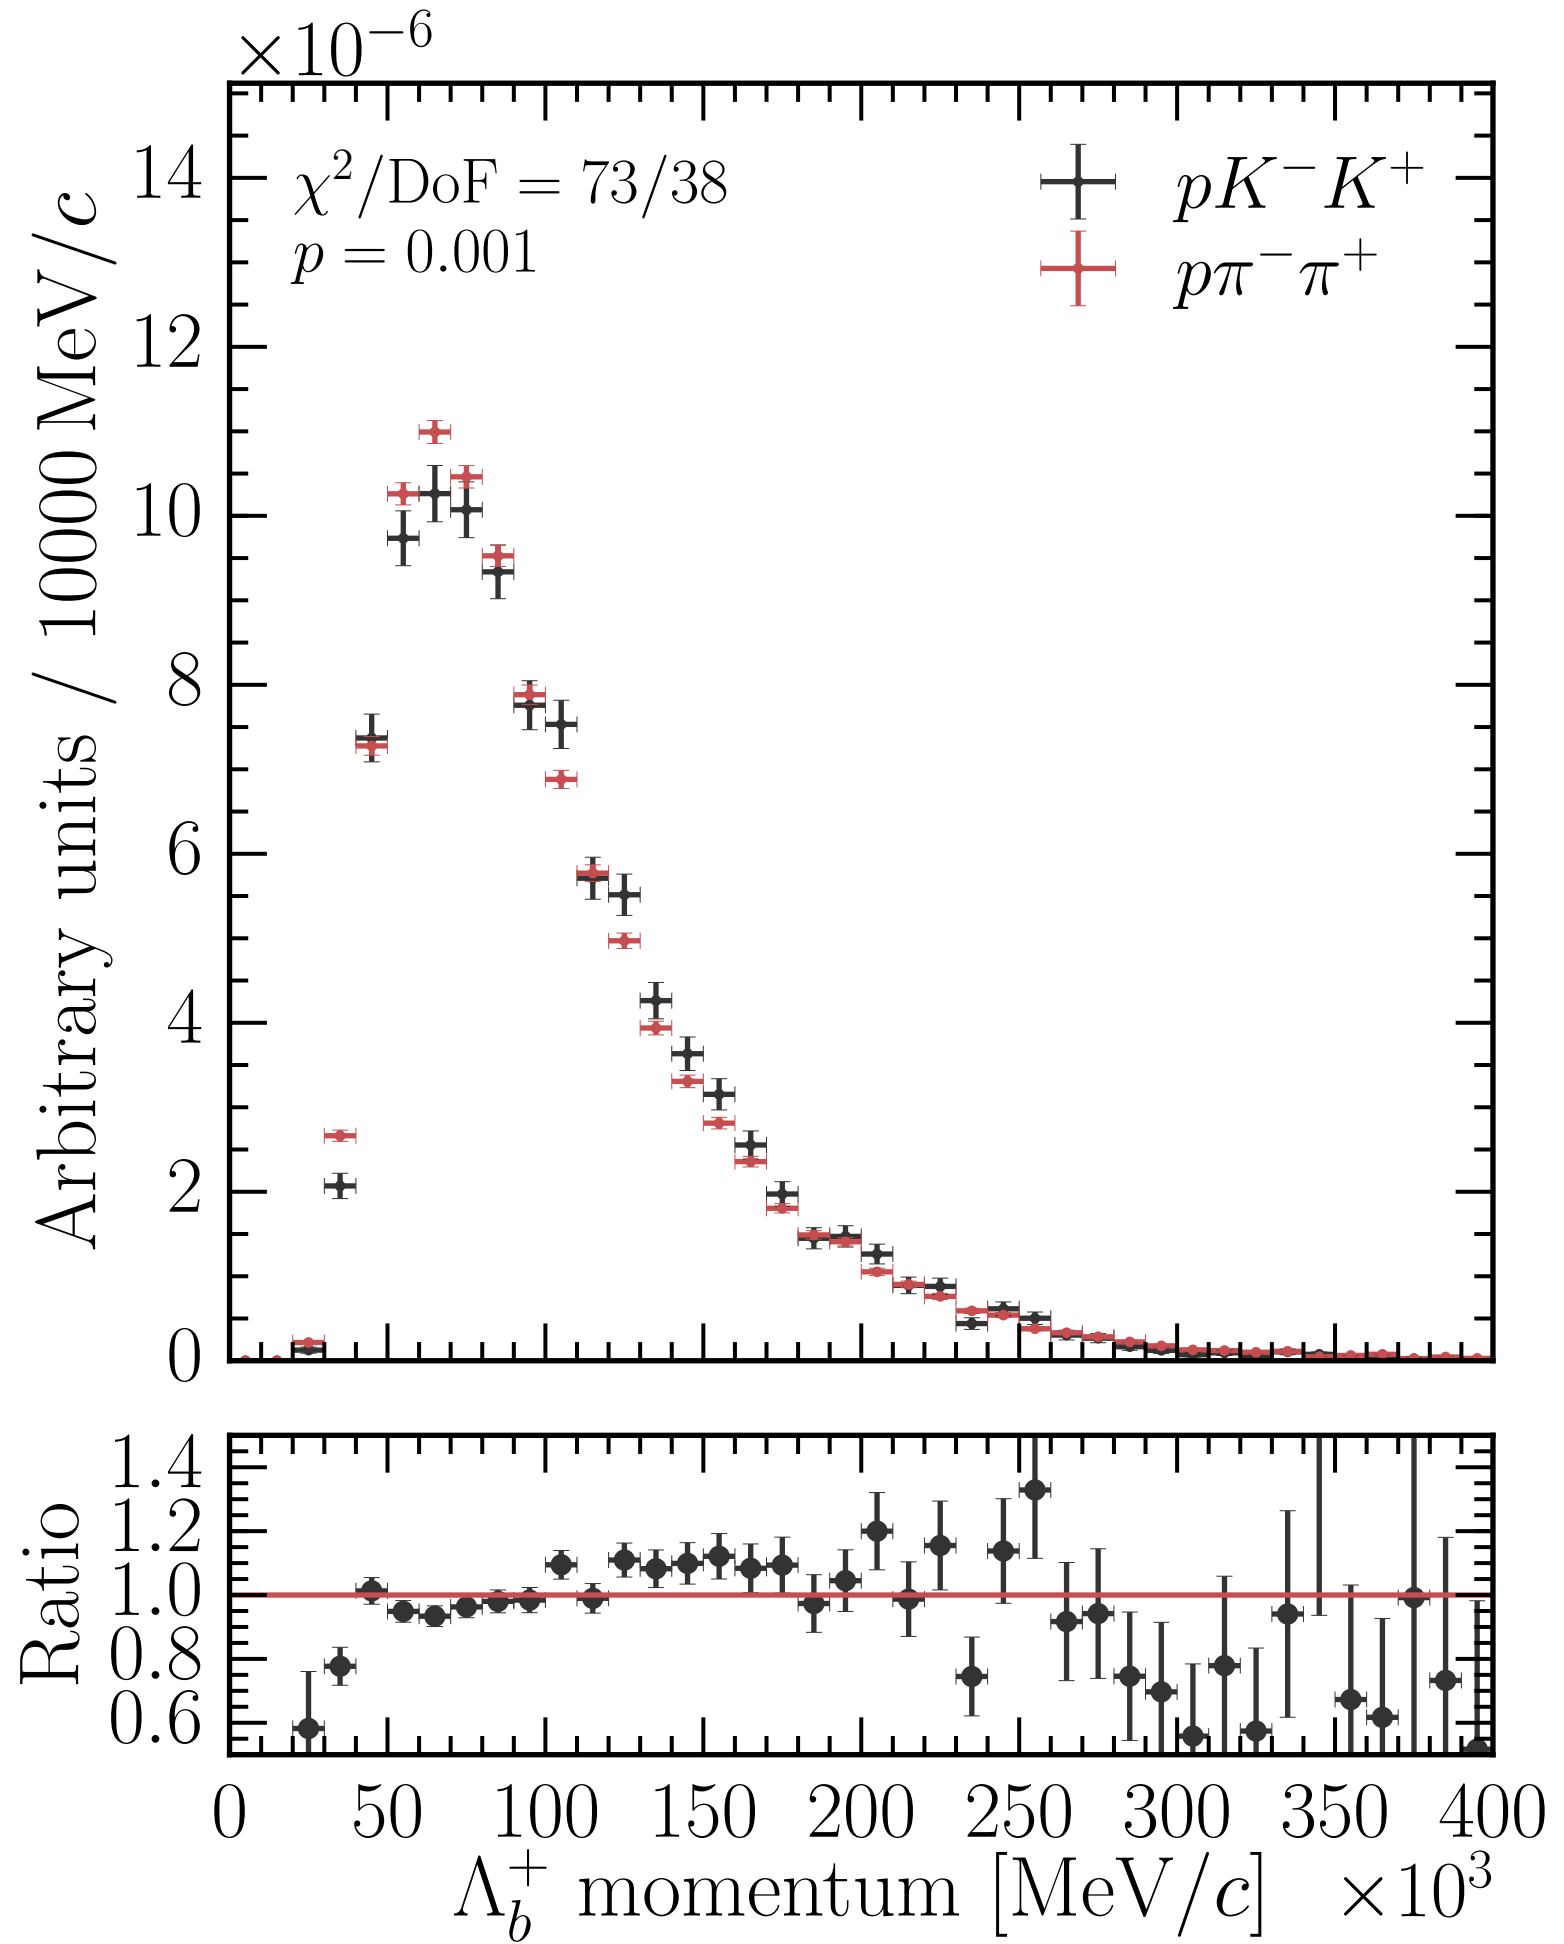 ×10⁻⁶
χ²/DoF = 73/38
p = 0.001
pK⁻K⁺
pπ⁻π⁺
Arbitrary units / 10000 MeV/c
14
12
10
8
6
4
2
0
Ratio
1.4
1.2
1.0
0.8
0.6
0 50 100 150 200 250 300 350 400
Λ_b⁺ momentum [MeV/c] ×10³